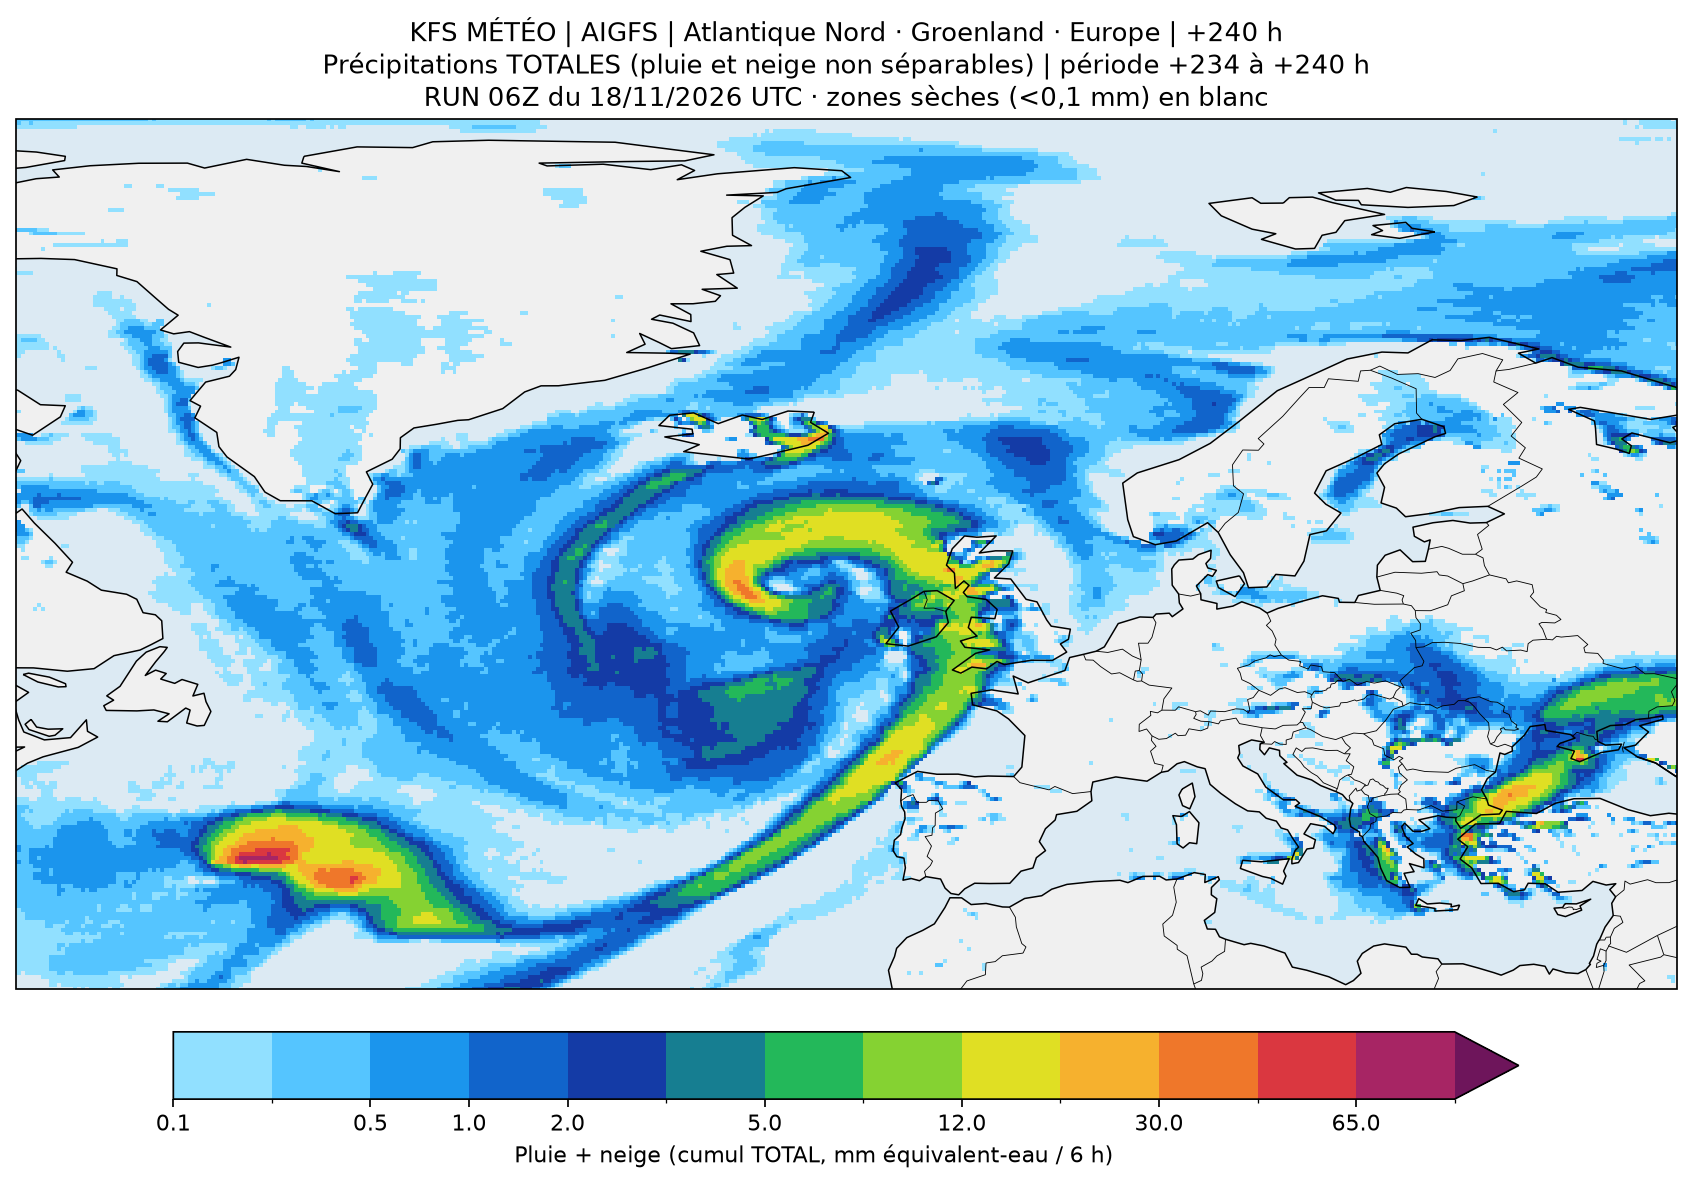 KFS MÉTÉO | AIGFS | Atlantique Nord · Groenland · Europe | +240 h
Précipitations TOTALES (pluie et neige non séparables) | période +234 à +240 h
RUN 06Z du 18/11/2026 UTC · zones sèches (<0,1 mm) en blanc
0.1 0.5 1.0 2.0 5.0 12.0 30.0 65.0
Pluie + neige (cumul TOTAL, mm équivalent-eau / 6 h)